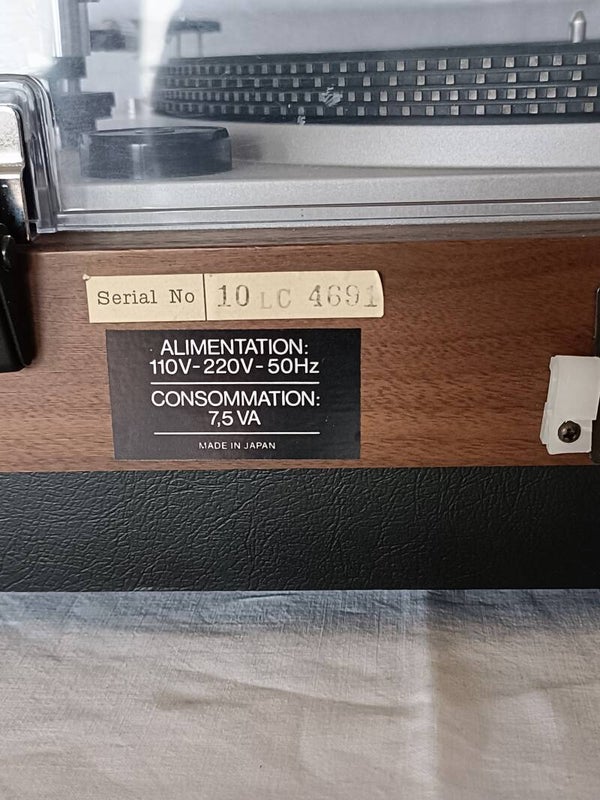 Serial No 10 LC 4691
ALIMENTATION:
110V-220V-50Hz
CONSOMMATION:
7,5 VA
MADE IN JAPAN